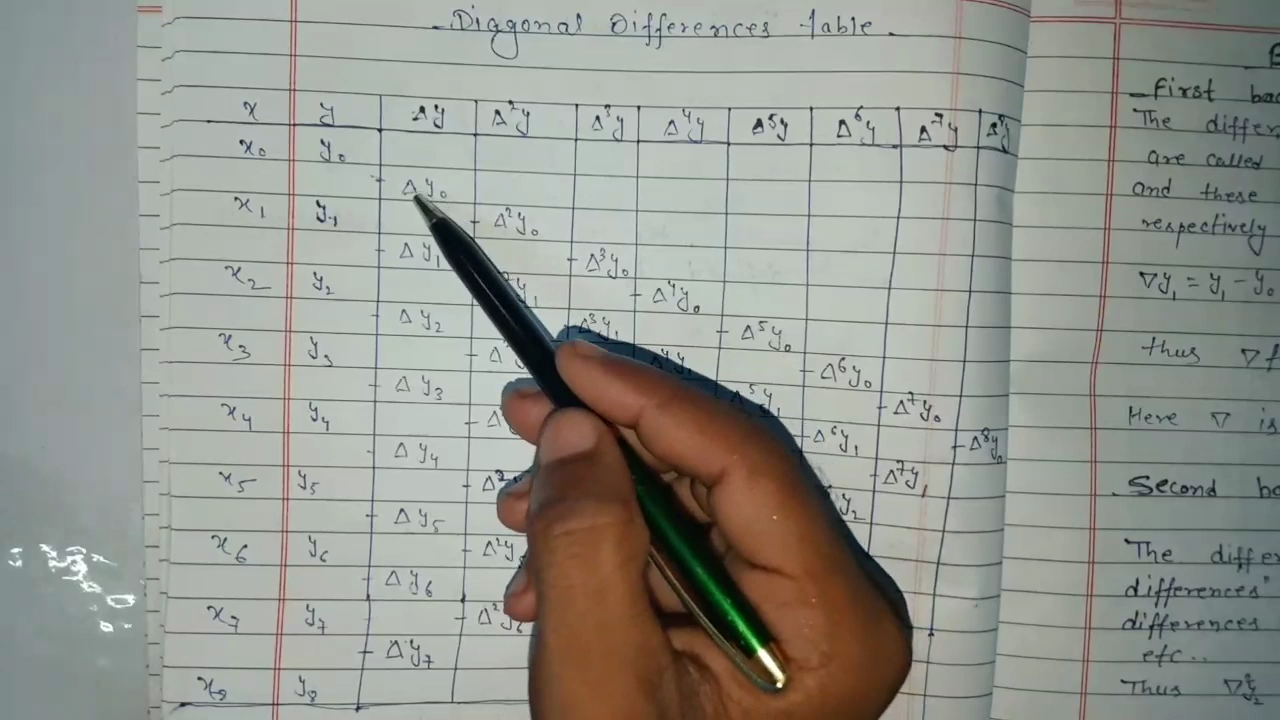 Diagonal Differences table.
x y Δy Δ²y Δ³y Δ⁴y Δ⁵y Δ⁶y Δ⁷y Δ⁸y
x₀ y₀
Δy₀
x₁ y₁ Δ²y₀
Δy₁ Δ³y₀
x₂ y₂ Δ⁴y₀
Δy₂ Δ³y₁ Δ⁵y₀
x₃ y₃ Δ⁶y₀
Δy₃ Δ⁵y₁ Δ⁷y₀
x₄ y₄ Δ⁶y₁ Δ⁸y₀
Δy₄ Δ⁷y₁
x₅ y₅
Δy₅
x₆ y₆
Δy₆
x₇ y₇ Δ²y₆
Δy₇
x₈ y₈
First
The
are called
and these
respectively
∇y₁ = y₁ - y₀
thus ∇
Here ∇ is
Second
The
differences"
differences
etc..
Thus